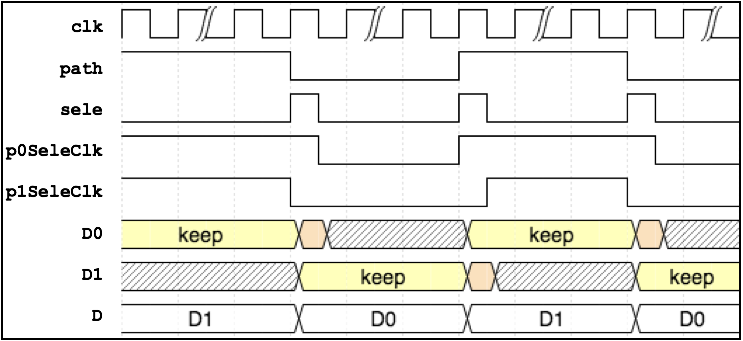 clk
path
sele
p0SeleClk
p1SeleClk
D0 keep keep
D1 keep keep
D D1 D0 D1 D0